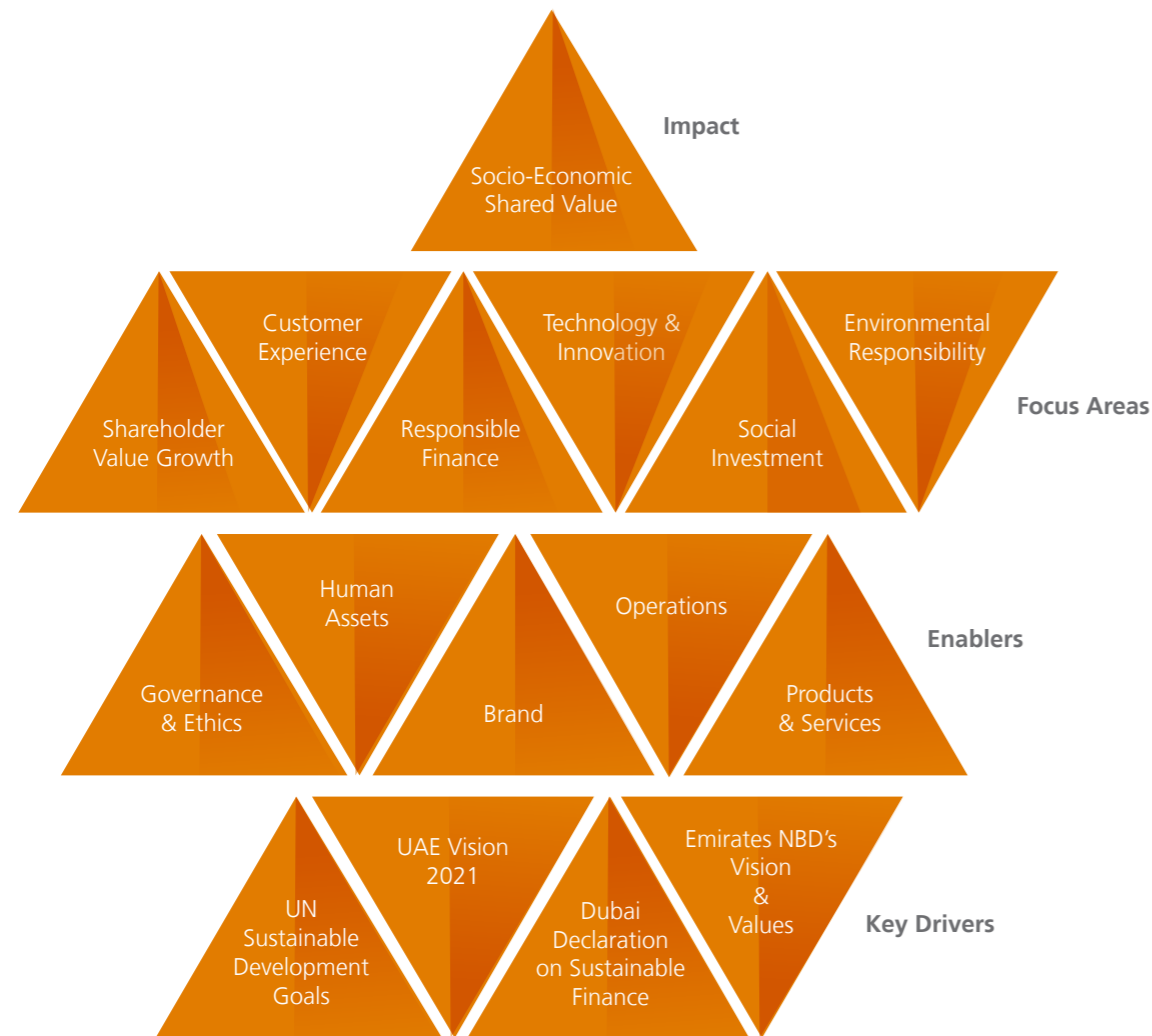 Impact
Socio-Economic
Shared Value
Customer
Experience
Technology &
Innovation
Environmental
Responsibility
Focus Areas
Shareholder
Value Growth
Responsible
Finance
Social
Investment
Human
Assets
Operations
Enablers
Governance
& Ethics
Brand
Products
& Services
UAE Vision
2021
Emirates NBD’s
Vision
&
Values
Key Drivers
UN
Sustainable
Development
Goals
Dubai
Declaration
on Sustainable
Finance